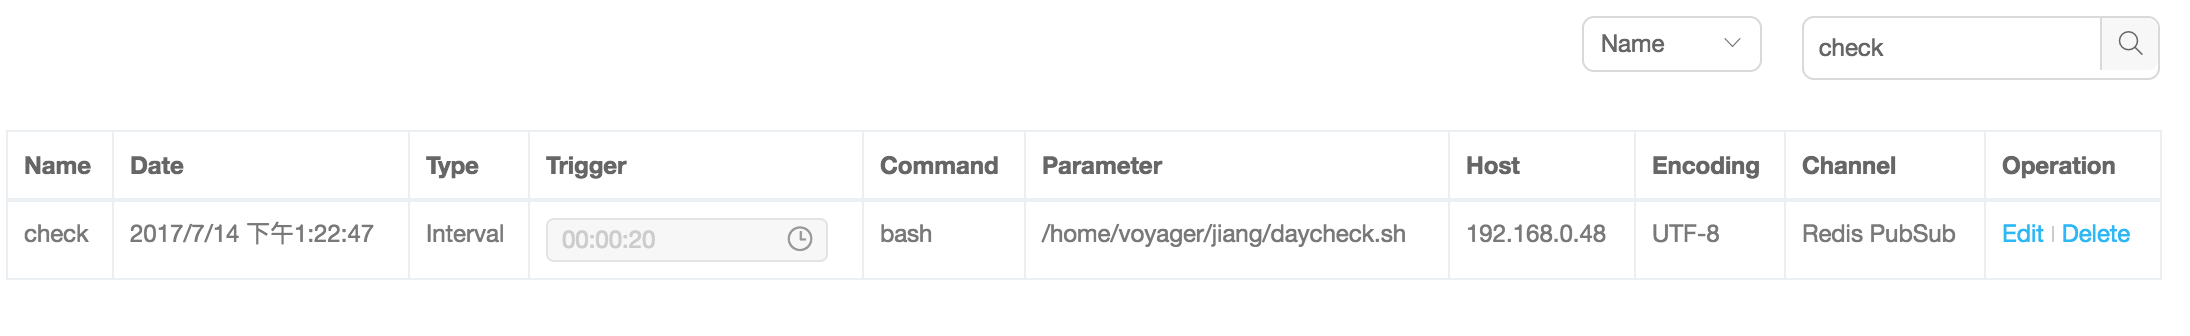 Name
check
Name Date Type Trigger Command Parameter Host Encoding Channel Operation
check 2017/7/14 下午1:22:47 Interval 00:00:20 bash /home/voyager/jiang/daycheck.sh 192.168.0.48 UTF-8 Redis PubSub Edit | Delete